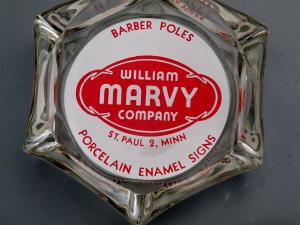 BARBER POLES
WILLIAM
MARVY
COMPANY
ST. PAUL 2, MINN
PORCELAIN ENAMEL SIGNS